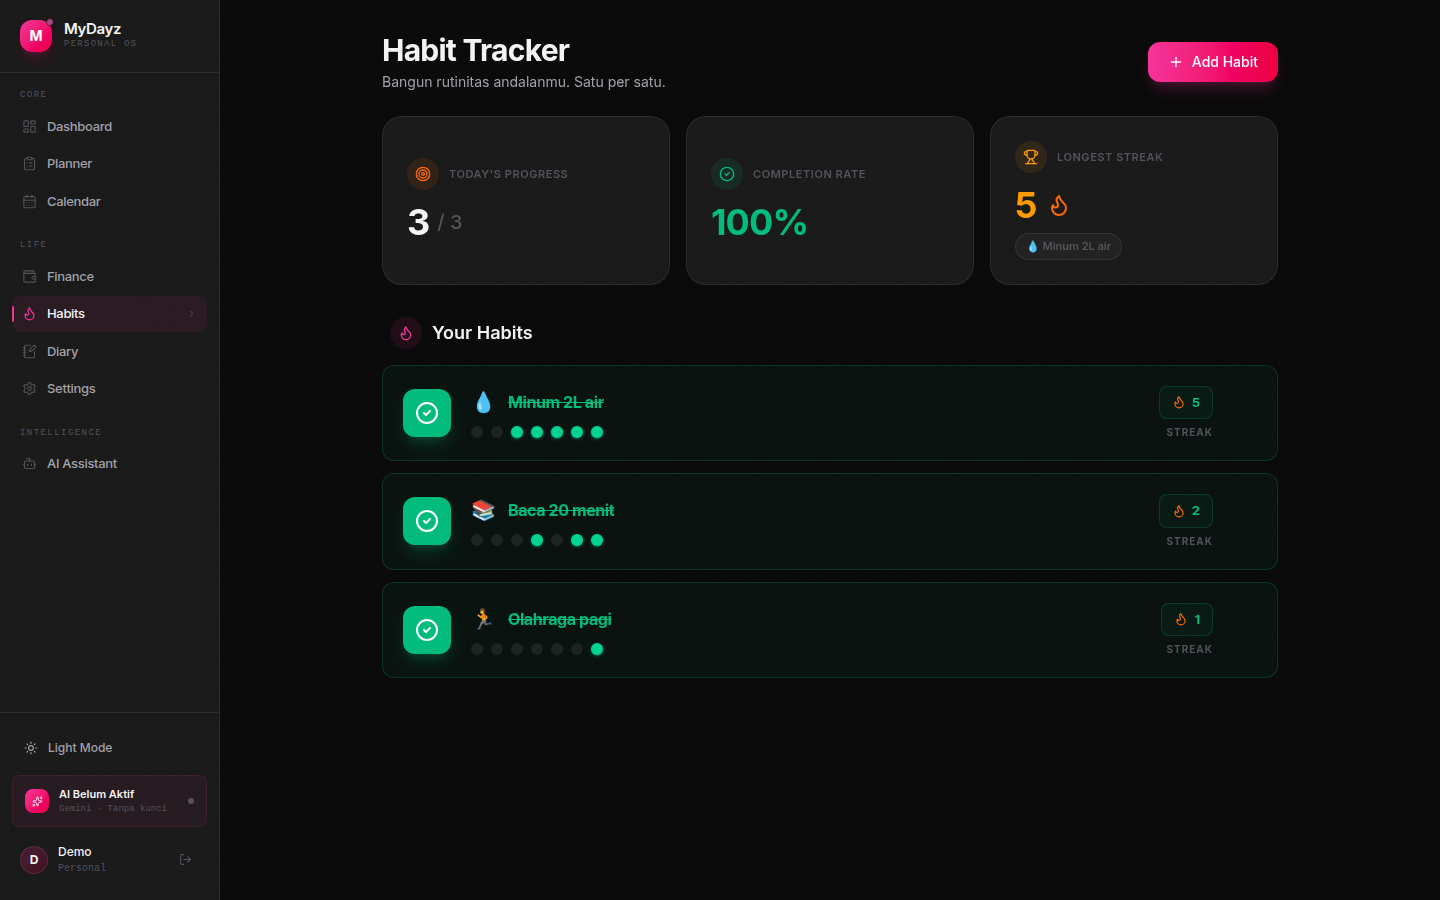 M
MyDayz
PERSONAL OS
CORE
Dashboard
Planner
Calendar
LIFE
Finance
Habits
Diary
Settings
INTELLIGENCE
AI Assistant
Light Mode
AI Belum Aktif
Gemini · Tanpa kunci
D
Demo
Personal
Habit Tracker
Bangun rutinitas andalanmu. Satu per satu.
Add Habit
TODAY'S PROGRESS
3 / 3
COMPLETION RATE
100%
LONGEST STREAK
5
💧 Minum 2L air
Your Habits
💧 Minum 2L air
5
STREAK
📚 Baca 20 menit
2
STREAK
🏃 Olahraga pagi
1
STREAK